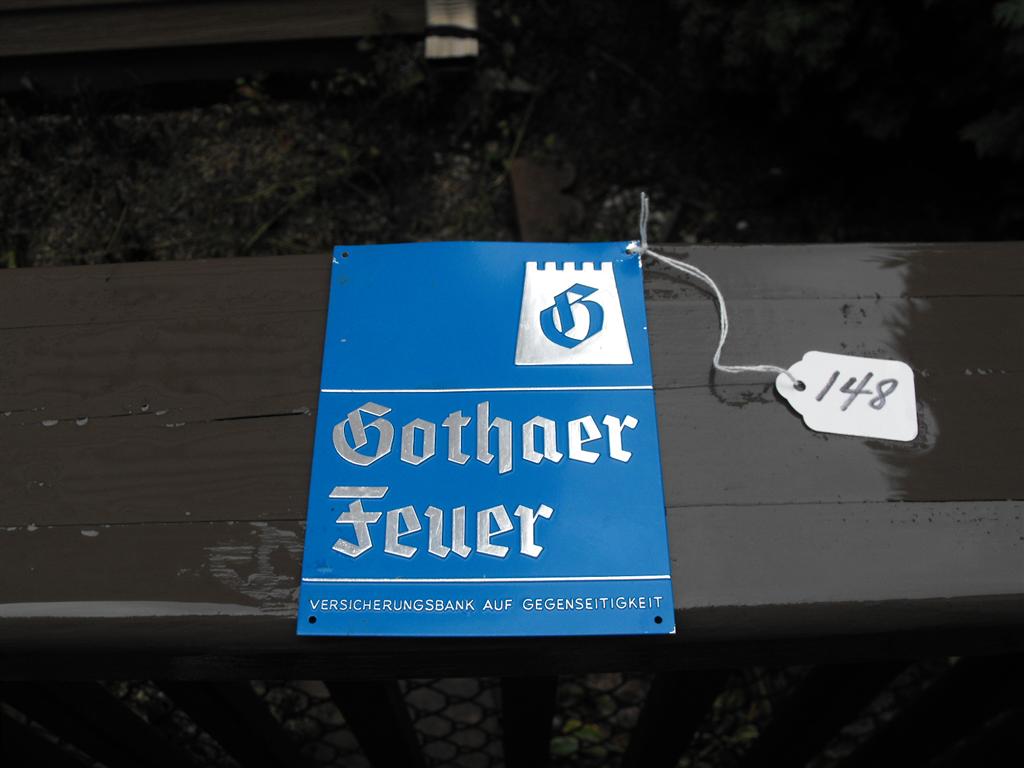 G
Gothaer
Feuer
VERSICHERUNGSBANK AUF GEGENSEITIGKEIT
148